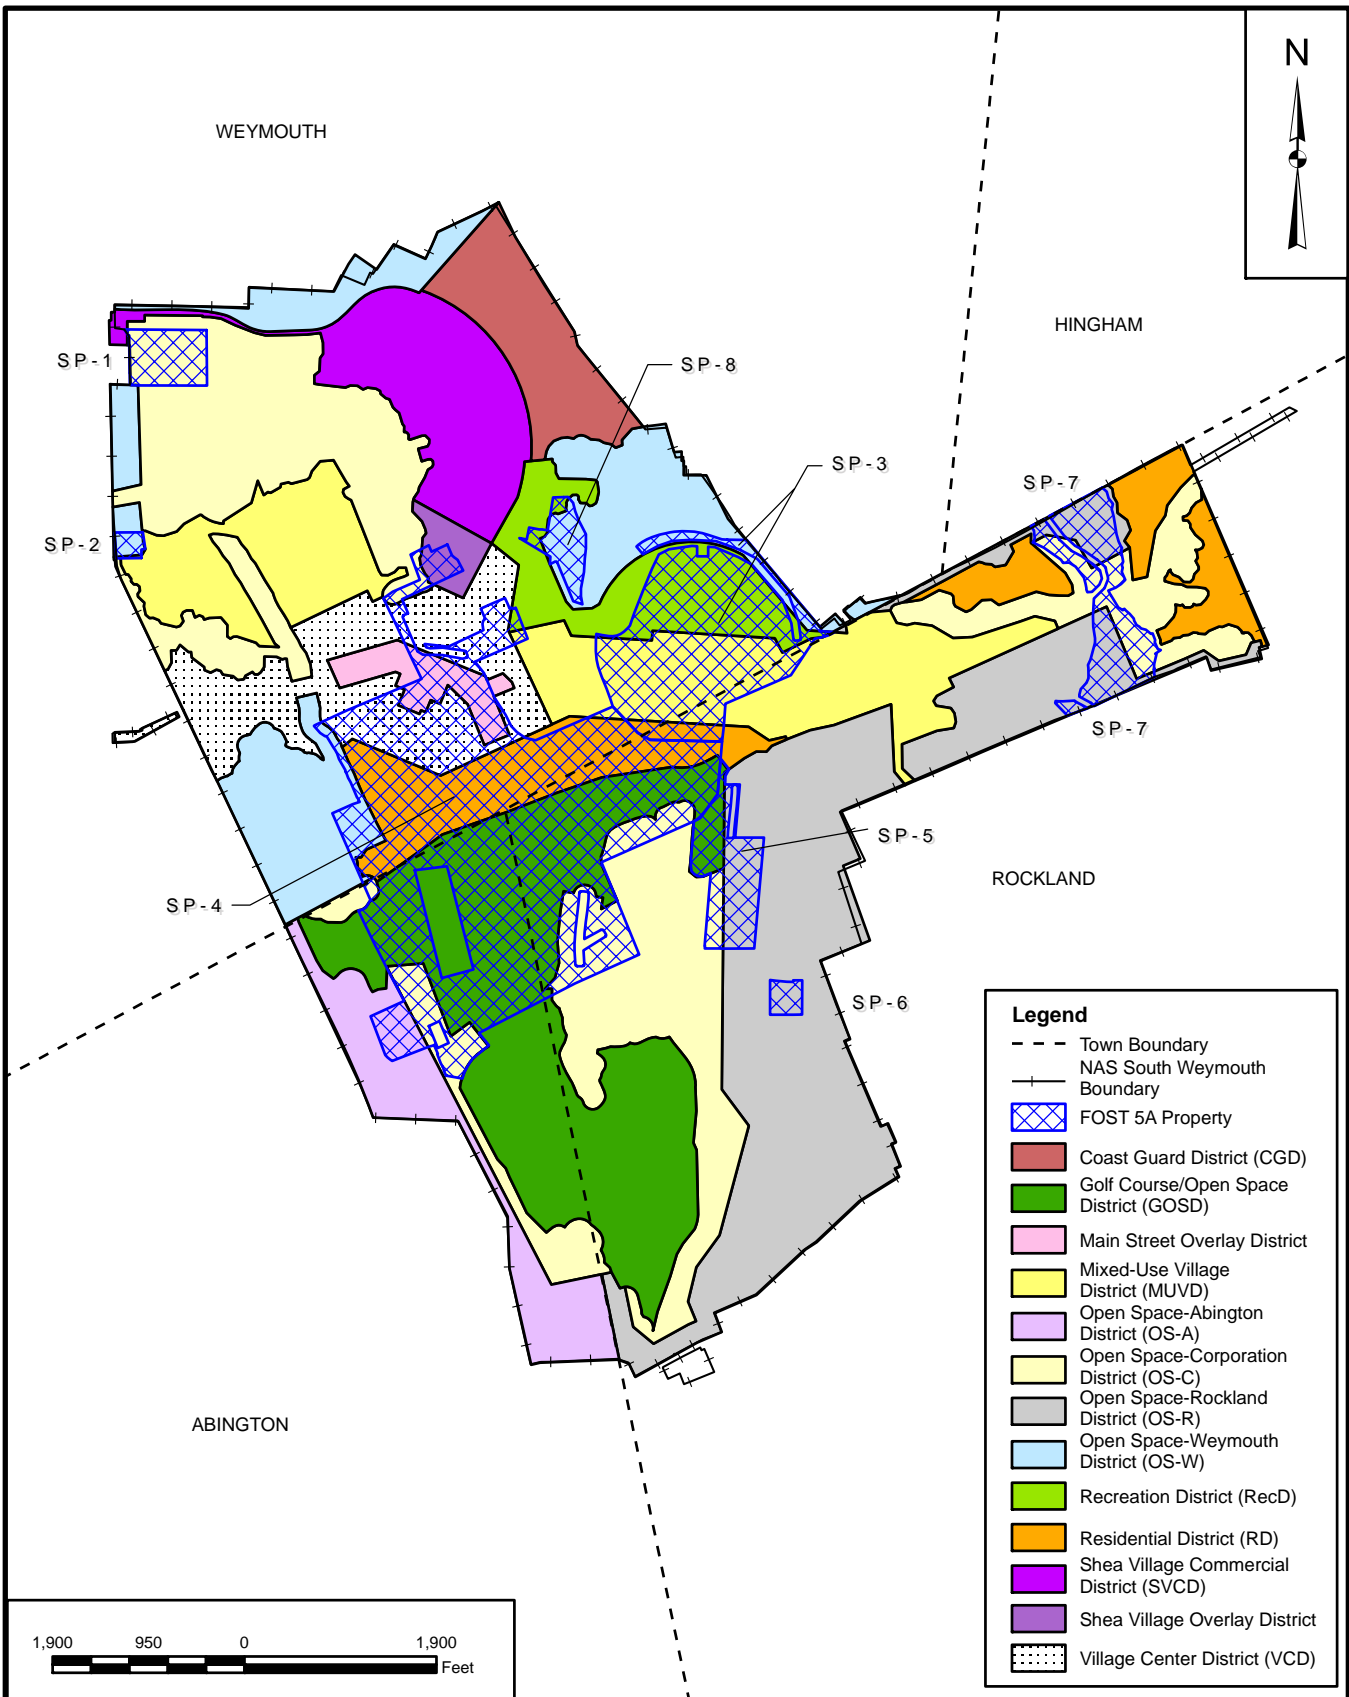 N
WEYMOUTH
HINGHAM
SP-1
SP-8
SP-3
SP-7
SP-2
SP-7
SP-5
ROCKLAND
SP-4
SP-6
ABINGTON
Legend
Town Boundary
NAS South Weymouth
Boundary
FOST 5A Property
Coast Guard District (CGD)
Golf Course/Open Space
District (GOSD)
Main Street Overlay District
Mixed-Use Village
District (MUVD)
Open Space-Abington
District (OS-A)
Open Space-Corporation
District (OS-C)
Open Space-Rockland
District (OS-R)
Open Space-Weymouth
District (OS-W)
Recreation District (RecD)
Residential District (RD)
Shea Village Commercial
District (SVCD)
Shea Village Overlay District
Village Center District (VCD)
1,900 950 0 1,900
Feet